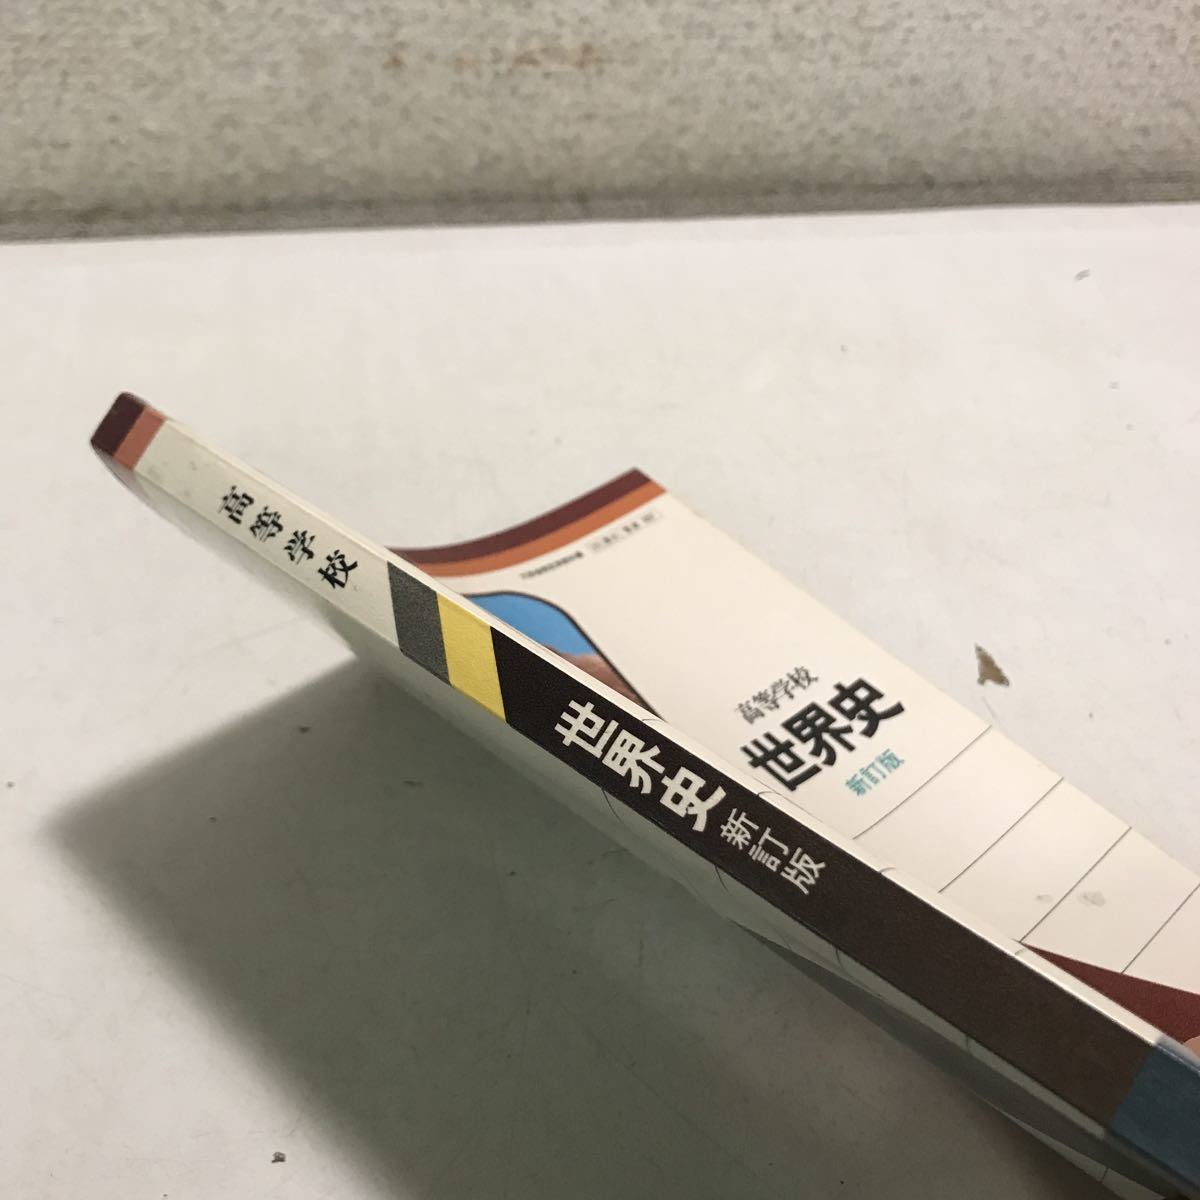 高等学校
世界史 新訂版
高等学校
世界史
新訂版